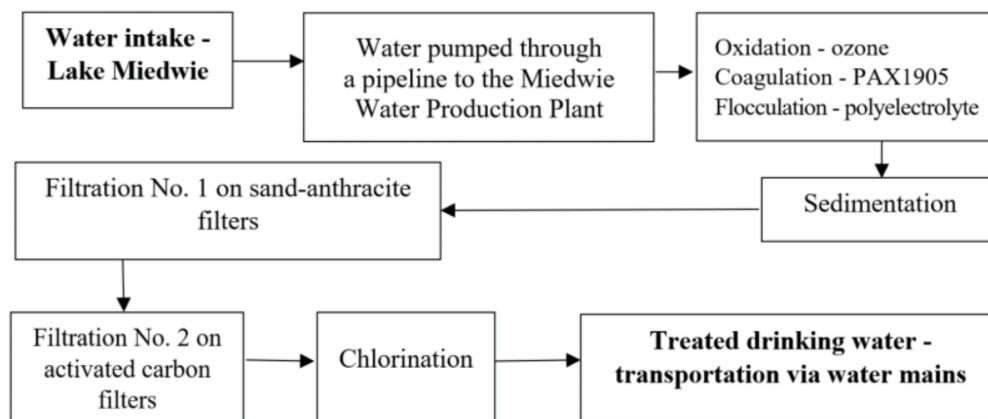 Water intake -
Lake Miedwie
Water pumped through
a pipeline to the Miedwie
Water Production Plant
Oxidation - ozone
Coagulation - PAX1905
Flocculation - polyelectrolyte
Sedimentation
Filtration No. 1 on sand-anthracite
filters
Filtration No. 2 on
activated carbon
filters
Chlorination
Treated drinking water -
transportation via water mains